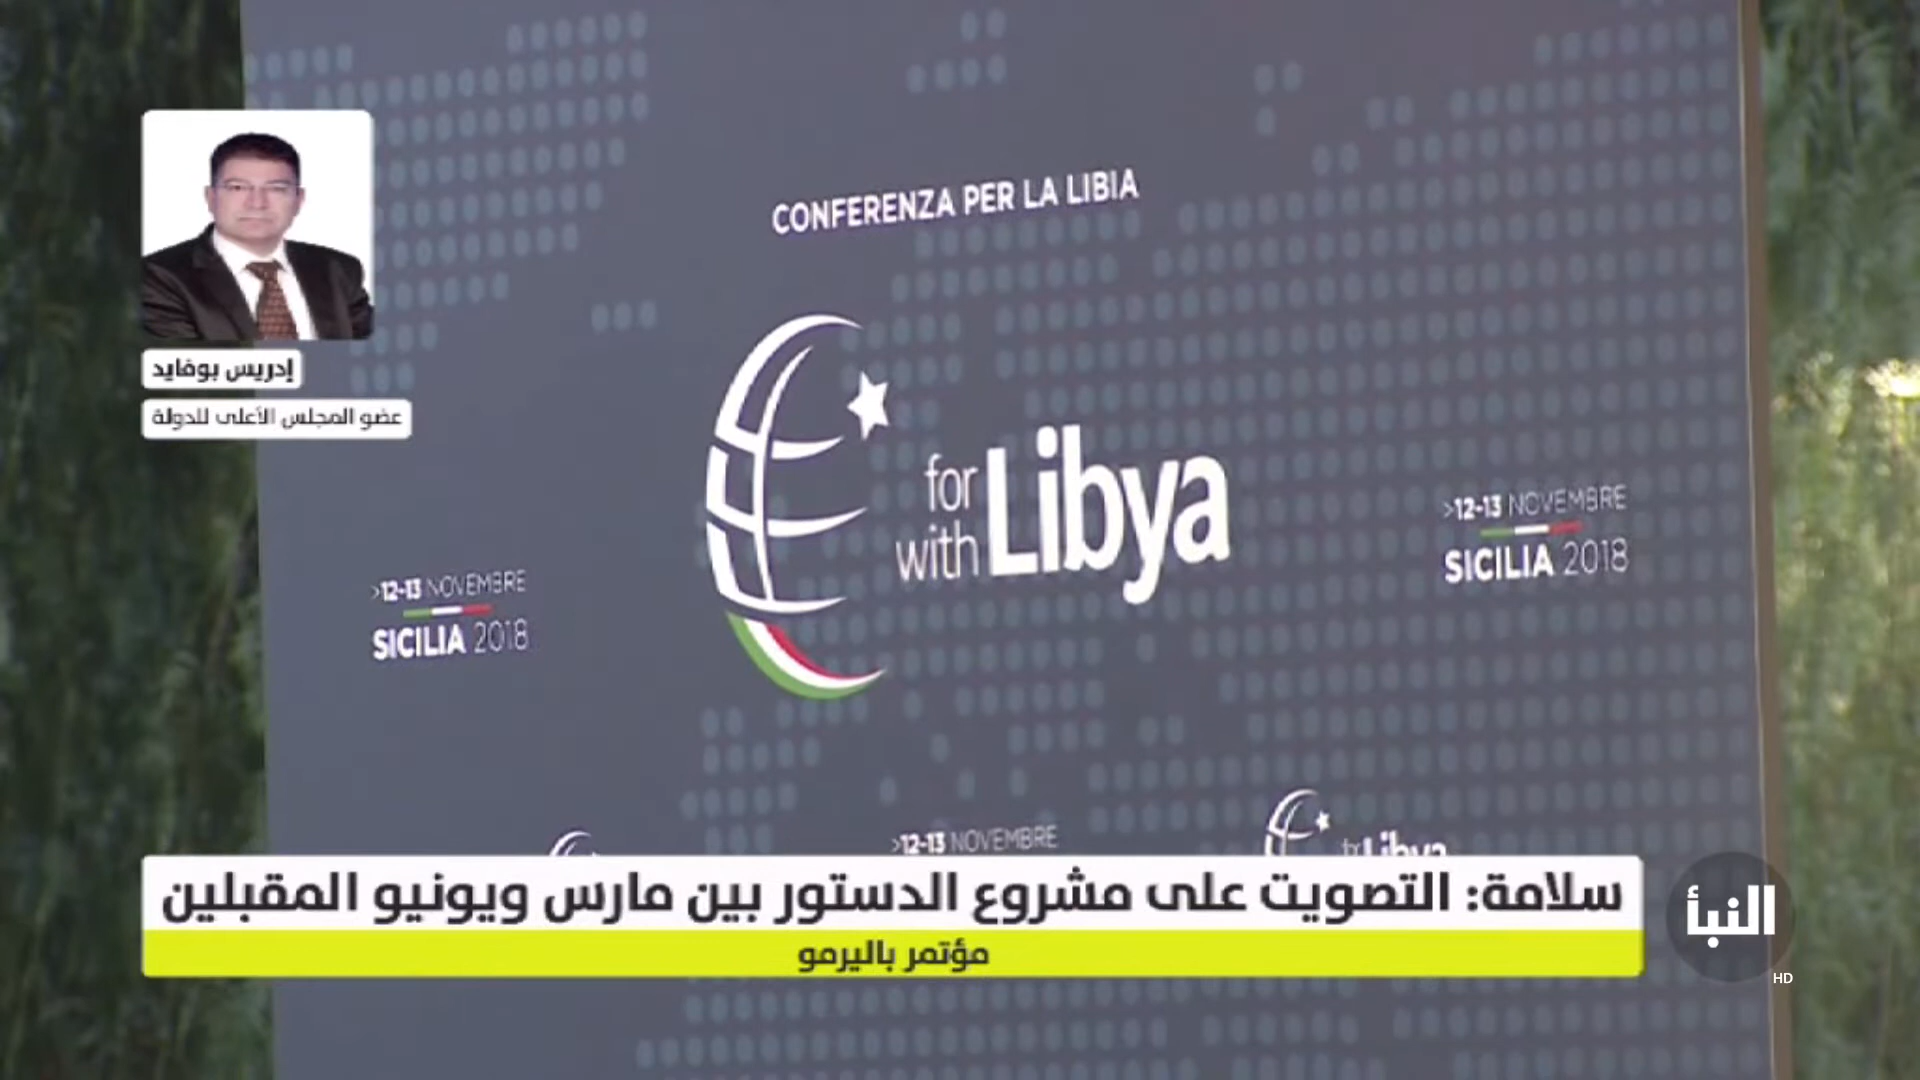 CONFERENZA PER LA LIBIA
إدريس بوفايد
عضو المجلس الأعلى للدولة
for
with Libya
>12-13 NOVEMBRE
SICILIA 2018
>12-13 NOVEMBRE
SICILIA 2018
>12-13 NOVEMBRE
for Libya
سلامة: التصويت على مشروع الدستور بين مارس ويونيو المقبلين
مؤتمر باليرمو
النبأ
HD